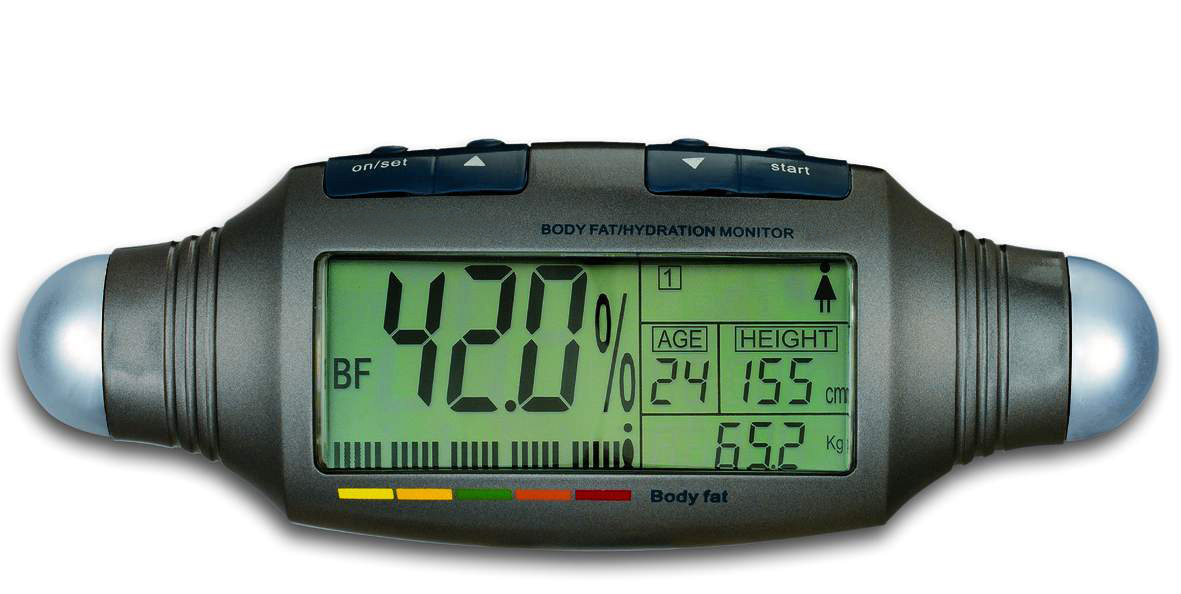 on/set
start
BODY FAT/HYDRATION MONITOR
42.0 %
BF
1
AGE HEIGHT
24 155 cm
65.2 Kg
Body fat